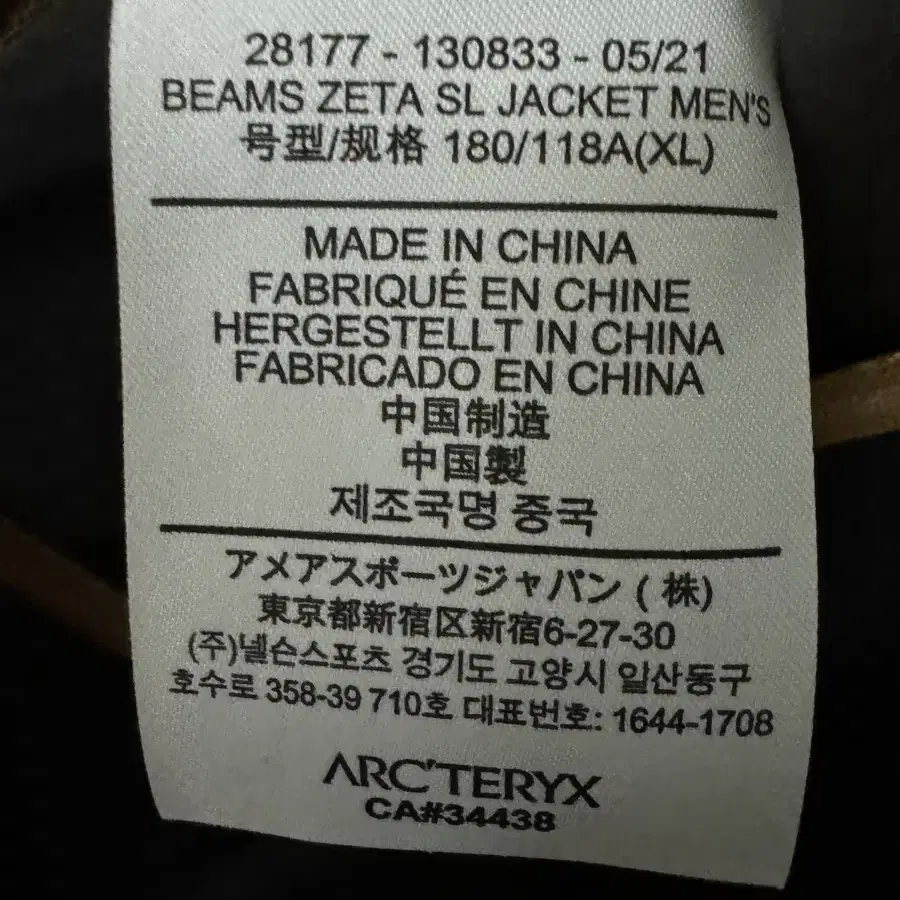 28177 - 130833 - 05/21
BEAMS ZETA SL JACKET MEN'S
号型/规格 180/118A(XL)
MADE IN CHINA
FABRIQUÉ EN CHINE
HERGESTELLT IN CHINA
FABRICADO EN CHINA
中国制造
中国製
제조국명 중국
アメアスポーツジャパン ( 株)
東京都新宿区新宿6-27-30
(주)넬슨스포츠 경기도 고양시 일산동구
호수로 358-39 710호 대표번호: 1644-1708
ARC'TERYX
CA#34438